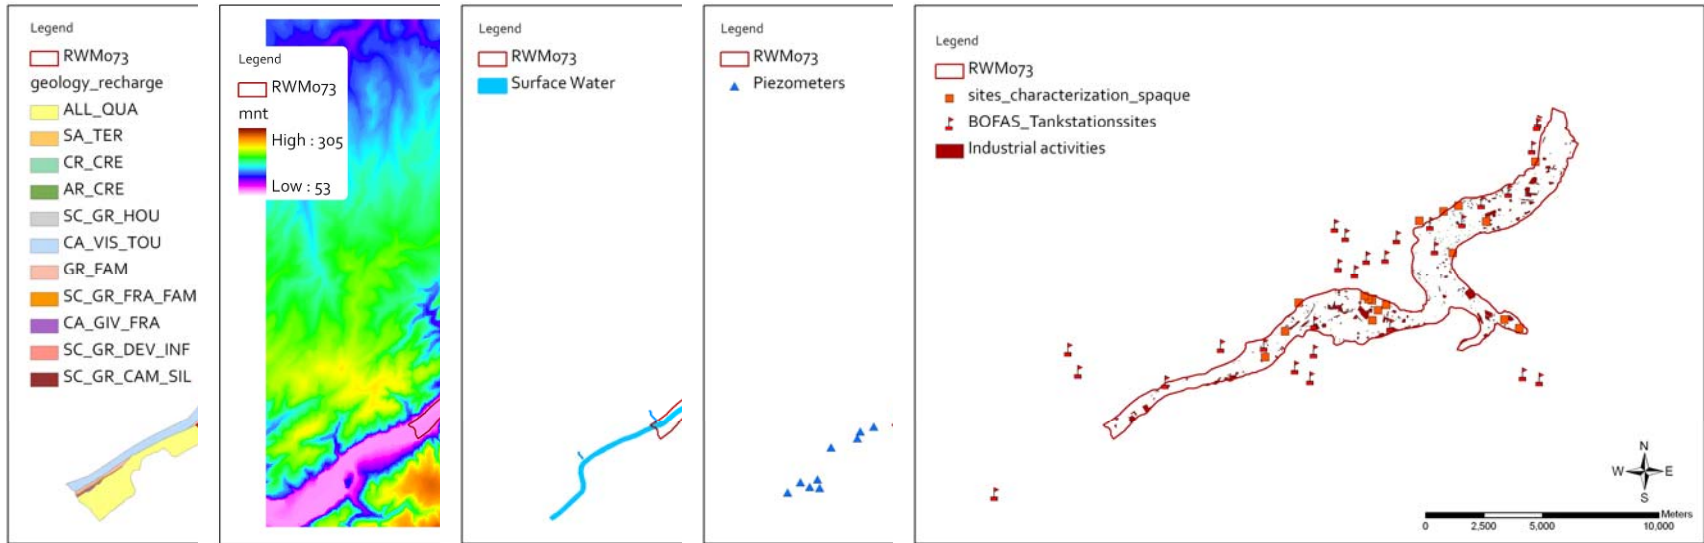 Legend
RWM073
geology_recharge
ALL_QUA
SA_TER
CR_CRE
AR_CRE
SC_GR_HOU
CA_VIS_TOU
GR_FAM
SC_GR_FRA_FAM
CA_GIV_FRA
SC_GR_DEV_INF
SC_GR_CAM_SIL
Legend
RWM073
mnt
High : 305
Low : 53
Legend
RWM073
Surface Water
Legend
RWM073
Piezometers
Legend
RWM073
sites_characterization_spaque
BOFAS_Tankstationssites
Industrial activities
N
W E
S
Meters
0 2,500 5,000 10,000